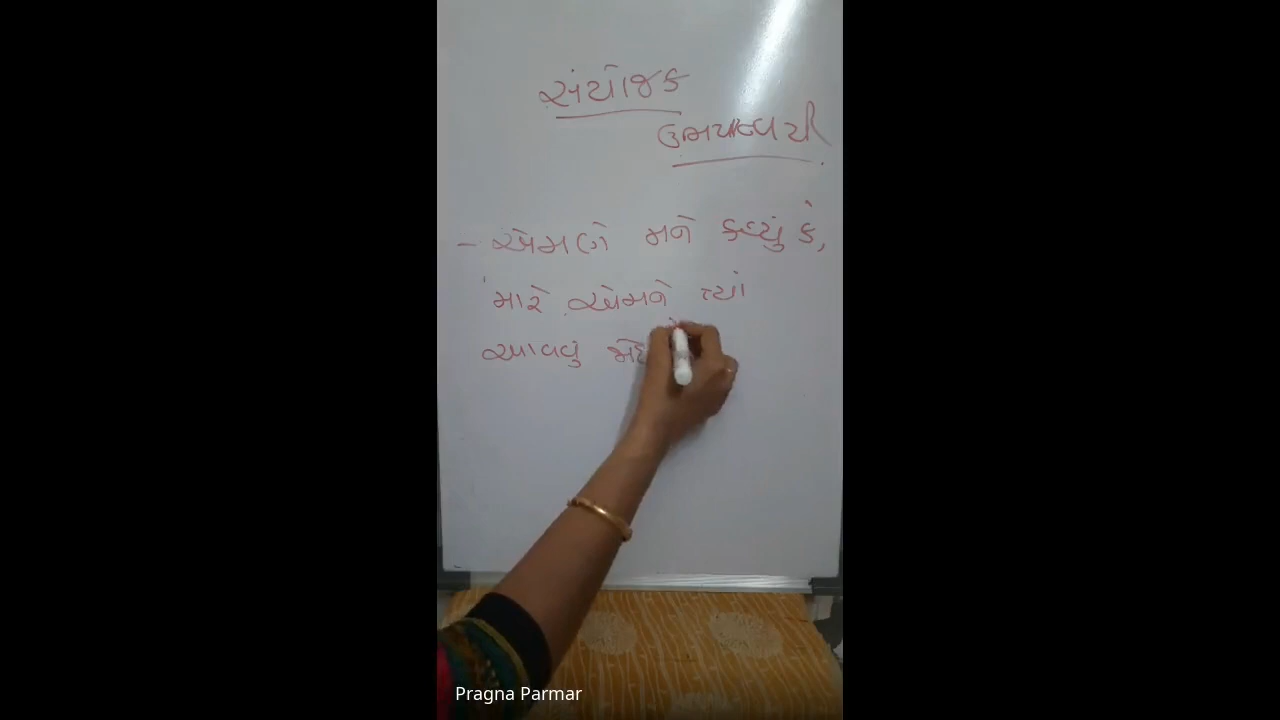 સંયોજક
ઉભયાન્વયી
- એમણે મને કહ્યું કે,
મારે એમને ત્યાં
આવવું
Pragna Parmar